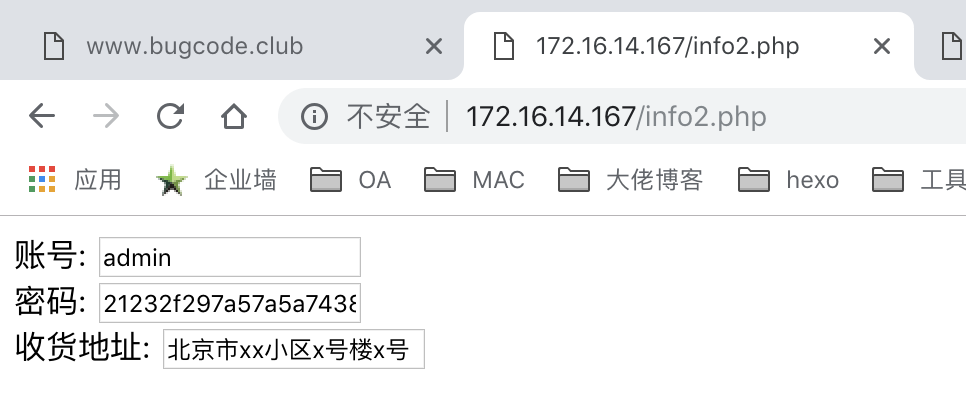 www.bugcode.club
172.16.14.167/info2.php
不安全 172.16.14.167/info2.php
应用 企业墙 OA MAC 大佬博客 hexo 工具
账号: admin
密码: 21232f297a57a5a7438
收货地址: 北京市xx小区x号楼x号